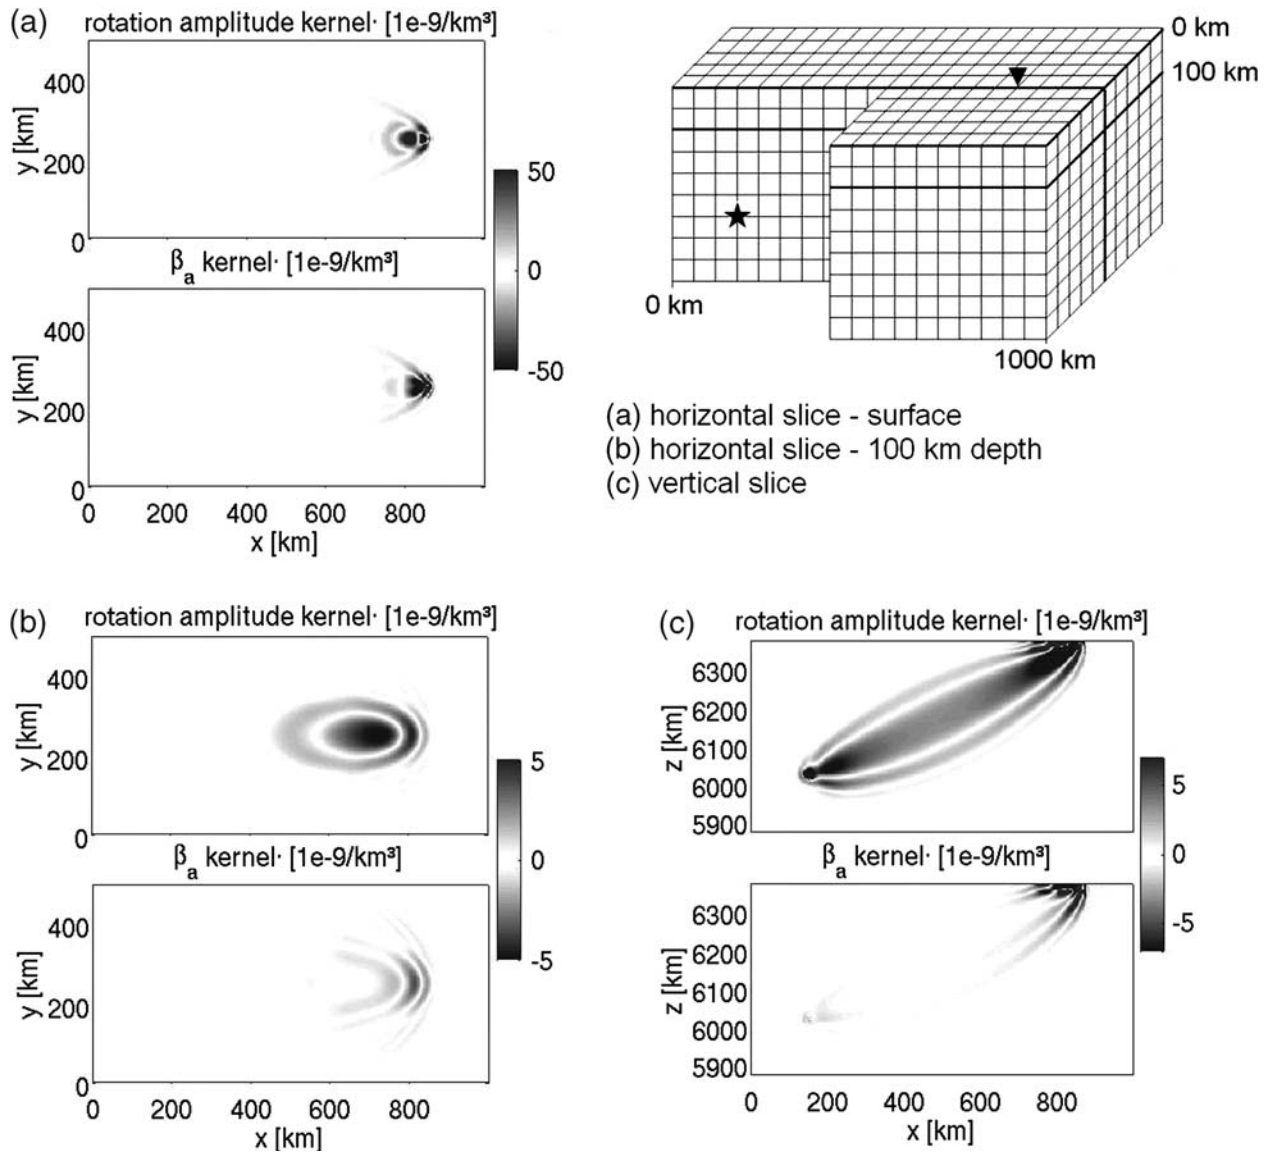 (a)
rotation amplitude kernel· [1e-9/km³]
y [km]
400
200
0
βa kernel· [1e-9/km³]
y [km]
400
200
0
0 200 400 600 800
x [km]
50
0
-50
0 km
100 km
0 km
1000 km
(a) horizontal slice - surface
(b) horizontal slice - 100 km depth
(c) vertical slice
(b)
rotation amplitude kernel· [1e-9/km³]
y [km]
400
200
0
βa kernel· [1e-9/km³]
y [km]
400
200
0
0 200 400 600 800
x [km]
5
0
-5
(c)
rotation amplitude kernel· [1e-9/km³]
z [km]
6300
6200
6100
6000
5900
βa kernel· [1e-9/km³]
z [km]
6300
6200
6100
6000
5900
0 200 400 600 800
x [km]
5
0
-5